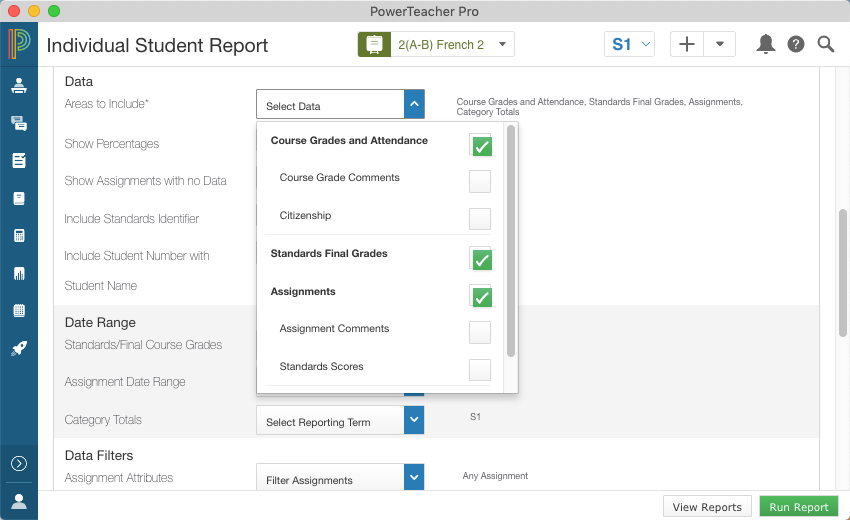 PowerTeacher Pro
Individual Student Report
2(A-B) French 2
S1
Data
Areas to Include*
Select Data
Course Grades and Attendance, Standards Final Grades, Assignments,
Category Totals
Course Grades and Attendance
Show Percentages
Course Grade Comments
Show Assignments with no Data
Citizenship
Include Standards Identifier
Include Student Number with
Standards Final Grades
Student Name
Assignments
Date Range
Assignment Comments
Standards/Final Course Grades
Standards Scores
Assignment Date Range
Category Totals
Select Reporting Term
S1
Data Filters
Assignment Attributes
Filter Assignments
Any Assignment
View Reports
Run Report